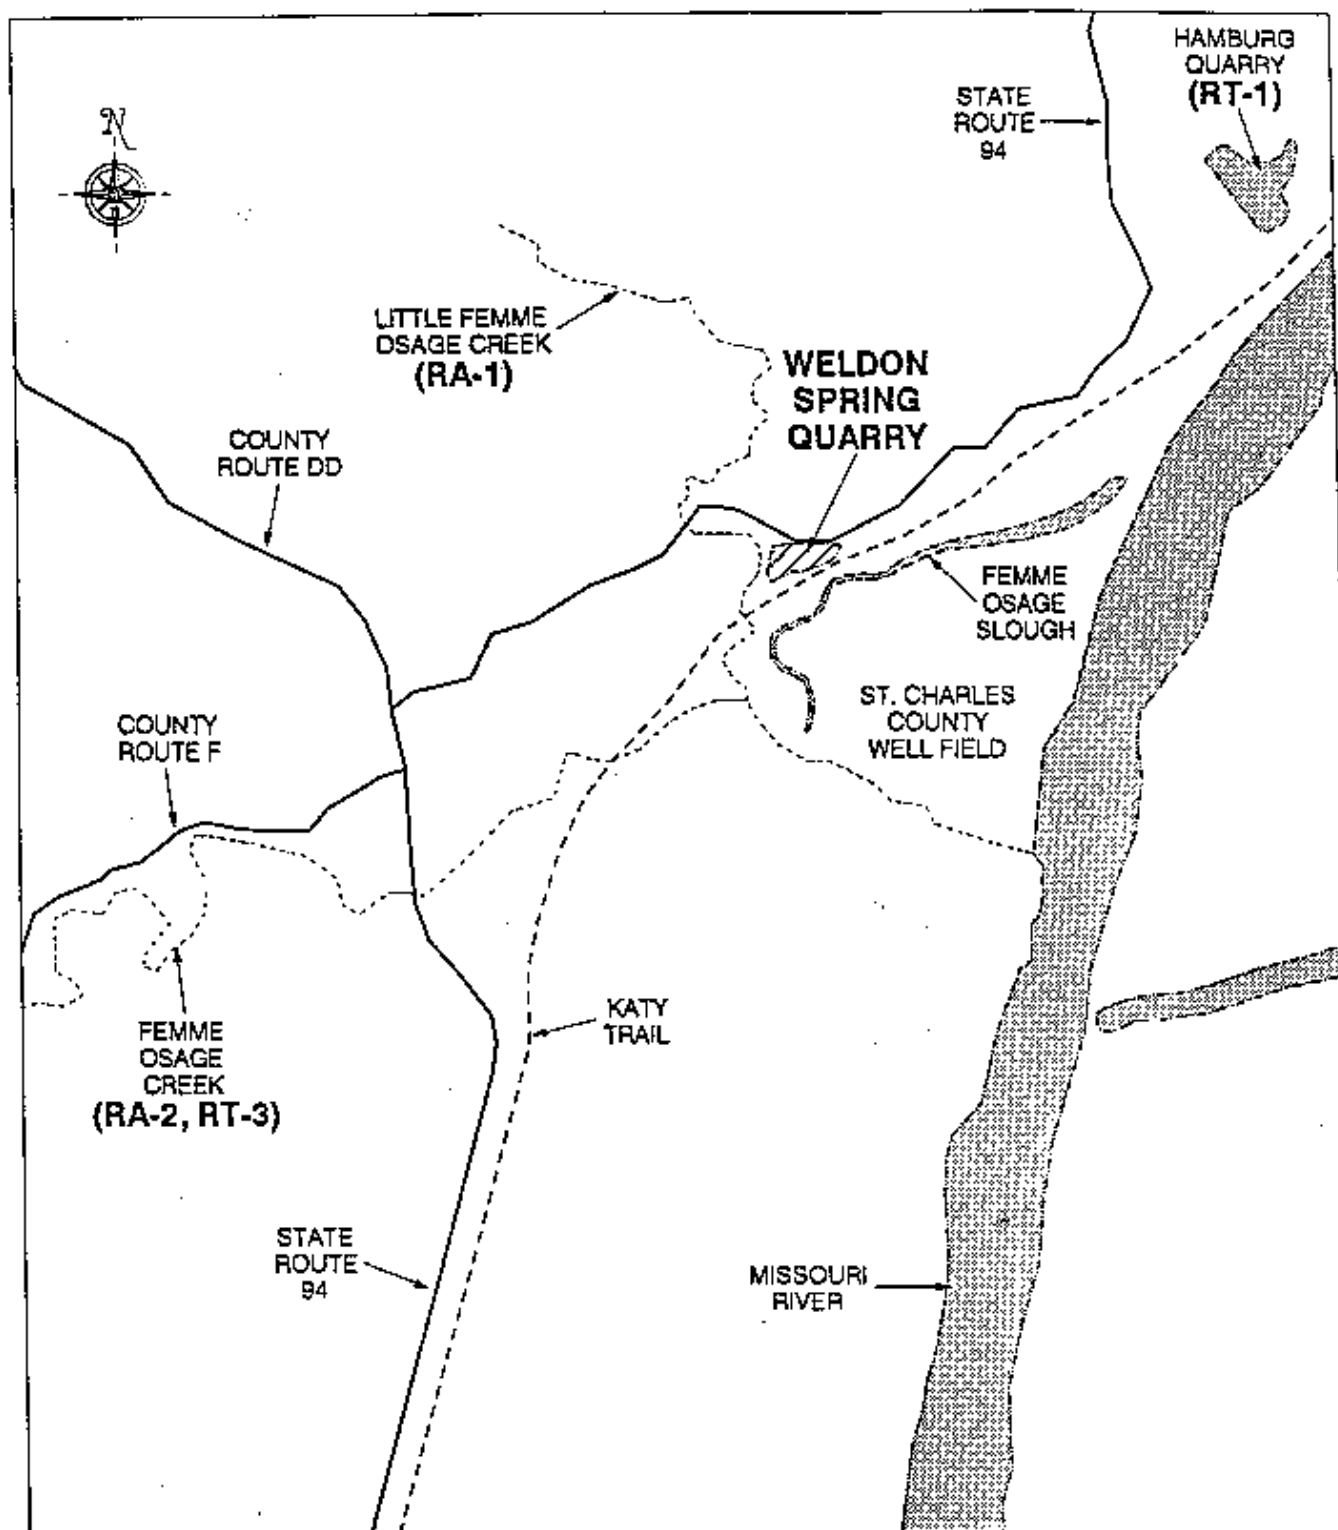 HAMBURG
QUARRY
(RT-1)
STATE
ROUTE
94
N
LITTLE FEMME
OSAGE CREEK
(RA-1)
WELDON
SPRING
QUARRY
COUNTY
ROUTE DD
FEMME
OSAGE
SLOUGH
ST. CHARLES
COUNTY
WELL FIELD
COUNTY
ROUTE F
KATY
TRAIL
FEMME
OSAGE
CREEK
(RA-2, RT-3)
STATE
ROUTE
94
MISSOURI
RIVER